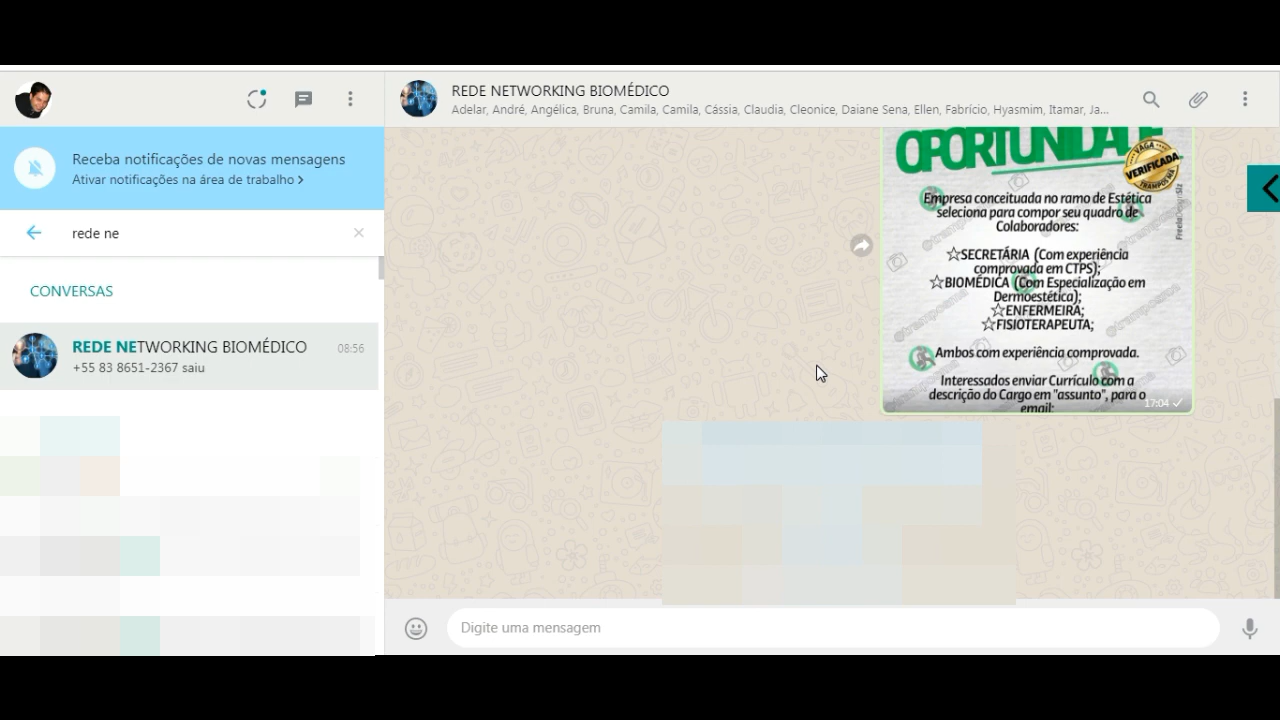 REDE NETWORKING BIOMÉDICO
Adelar, André, Angélica, Bruna, Camila, Camila, Cássia, Claudia, Cleonice, Daiane Sena, Ellen, Fabrício, Hyasmim, Itamar, Ja...
Receba notificações de novas mensagens
Ativar notificações na área de trabalho >
rede ne
CONVERSAS
REDE NETWORKING BIOMÉDICO
08:56
+55 83 8651-2367 saiu
OPORTUNIDADE
VAGA
VERIFICADA
TRAMPOS MÁ
Empresa conceituada no ramo de Estética
seleciona para compor seu quadro de
Colaboradores:
☆SECRETÁRIA (Com experiência
comprovada em CTPS);
☆BIOMÉDICA (Com Especialização em
Dermoestética);
☆ENFERMEIRA;
☆FISIOTERAPEUTA;
Ambos com experiência comprovada.
Interessados enviar Currículo com a
descrição do Cargo em "assunto", para o
email:
17:04
Digite uma mensagem